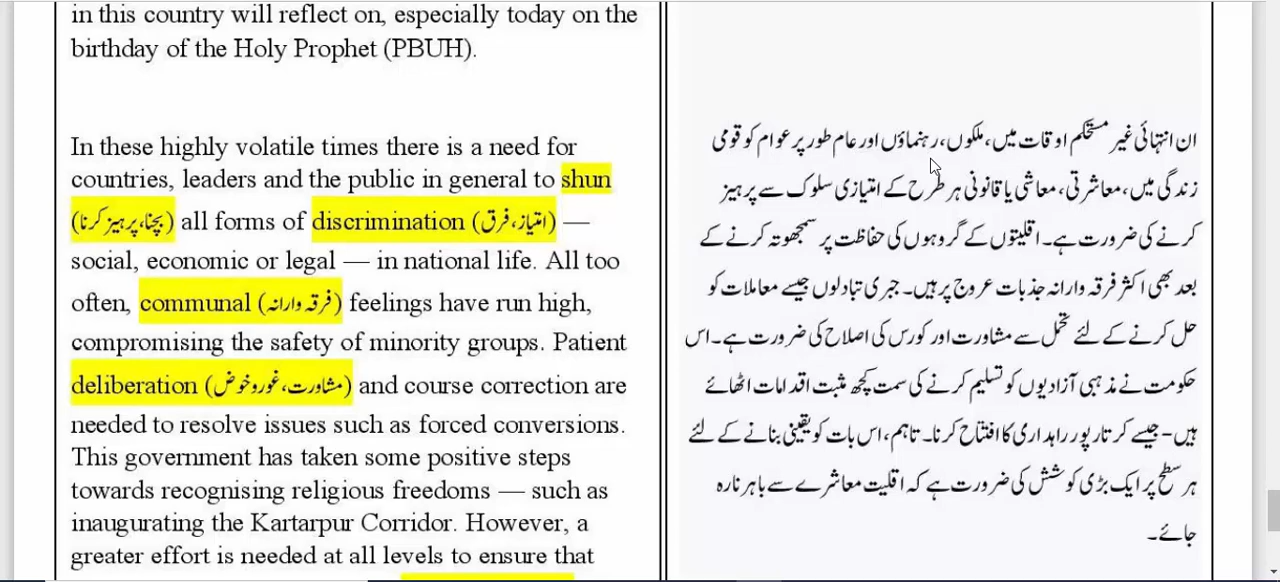 in this country will reflect on, especially today on the
birthday of the Holy Prophet (PBUH).
In these highly volatile times there is a need for
countries, leaders and the public in general to shun
(بچنا،پرہیز کرنا) all forms of discrimination (امتیاز،فرق) —
social, economic or legal — in national life. All too
often, communal (فرقہ وارانہ) feelings have run high,
compromising the safety of minority groups. Patient
deliberation (مشاورت،غوروخوض) and course correction are
needed to resolve issues such as forced conversions.
This government has taken some positive steps
towards recognising religious freedoms — such as
inaugurating the Kartarpur Corridor. However, a
greater effort is needed at all levels to ensure that
ان انتہائی غیر مستحکم اوقات میں، ملکوں، رہنماؤں اور عام طور پر عوام کو قومی
زندگی میں، معاشرتی، معاشی یا قانونی ہر طرح کے امتیازی سلوک سے پرہیز
کرنے کی ضرورت ہے۔ اقلیتوں کے گروہوں کی حفاظت پر سمجھوتہ کرنے کے
بعد بھی اکثر فرقہ وارانہ جذبات عروج پر ہیں۔ جبری تبادلوں جیسے معاملات کو
حل کرنے کے لئے تحمل سے مشاورت اور کورس کی اصلاح کی ضرورت ہے۔ اس
حکومت نے مذہبی آزادیوں کو تسلیم کرنے کی سمت کچھ مثبت اقدامات اٹھائے
ہیں - جیسے کرتارپور راہداری کا افتتاح کرنا۔ تاہم، اس بات کو یقینی بنانے کے لئے
ہر سطح پر ایک بڑی کوشش کی ضرورت ہے کہ اقلیت معاشرے سے باہر نا رہ
جائے۔